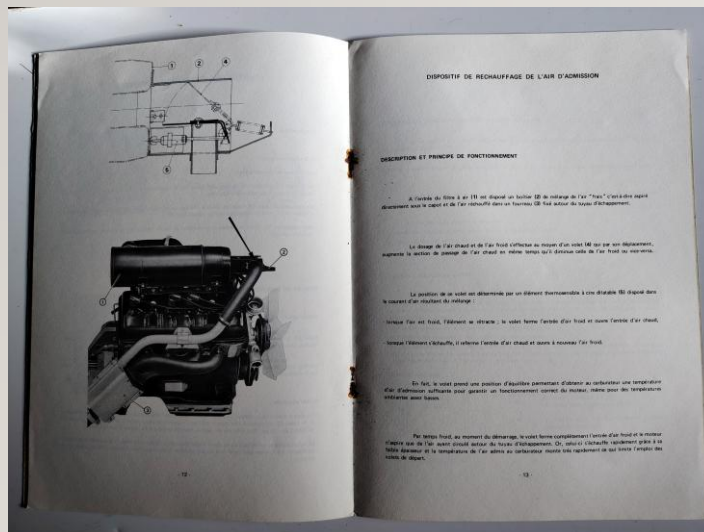 1
2
4
5
1
2
3
- 12 -
DISPOSITIF DE RECHAUFFAGE DE L'AIR D'ADMISSION
DESCRIPTION ET PRINCIPE DE FONCTIONNEMENT
A l'entrée du filtre à air (1) est disposé un boîtier (2) de mélange de l'air "frais" c'est-à-dire aspiré
directement sous le capot et de l'air réchauffé dans un fourneau (3) fixé autour du tuyau d'échappement.
Le dosage de l'air chaud et de l'air froid s'effectue au moyen d'un volet (4) qui par son déplacement,
augmente la section de passage de l'air chaud en même temps qu'il diminue celle de l'air froid ou vice-versa.
La position de ce volet est déterminée par un élément thermosensible à cire dilatable (5) disposé dans
le courant d'air résultant du mélange :
- lorsque l'air est froid, l'élément se rétracte ; le volet ferme l'entrée d'air froid et ouvre l'entrée d'air chaud,
- lorsque l'élément s'échauffe, il referme l'entrée d'air chaud et ouvre à nouveau l'air froid.
En fait, le volet prend une position d'équilibre permettant d'obtenir au carburateur une température
d'air d'admission suffisante pour garantir un fonctionnement correct du moteur, même pour des températures
ambiantes assez basses.
Par temps froid, au moment du démarrage, le volet ferme complètement l'entrée d'air froid et le moteur
n'aspire que de l'air ayant circulé autour du tuyau d'échappement. Or, celui-ci s'échauffe rapidement grâce à sa
faible épaisseur et la température de l'air admis au carburateur monte très rapidement ce qui limite l'emploi des
volets de départ.
- 13 -